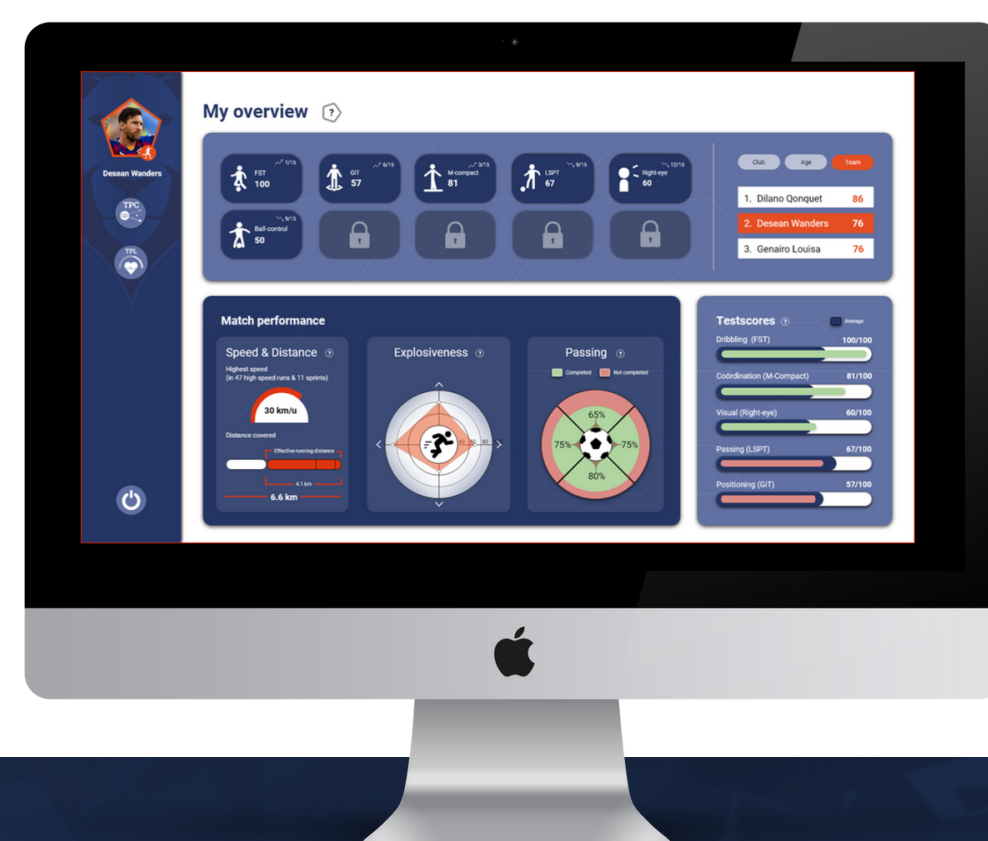 Desean Wanders
TPC
TPL
My overview ?
1/15
FST
100
6/15
GIT
57
3/15
M-compact
81
9/15
LSPT
67
12/15
Right-eye
60
9/15
Ball-control
50
Club Age Team
1. Dilano Qonquet 86
2. Desean Wanders 76
3. Genairo Louisa 76
Match performance
Speed & Distance ?
Highest speed
(in 47 high speed runs & 11 sprints)
30 km/u
Distance covered
Effective running distance
4.1 km
6.6 km
Explosiveness ?
40 60 80
Passing ?
Completed Not completed
65%
75% 75%
80%
Testscores ?
Average
Dribbling (FST) 100/100
Coördination (M-Compact) 81/100
Visual (Right-eye) 60/100
Passing (LSPT) 67/100
Positioning (GIT) 57/100